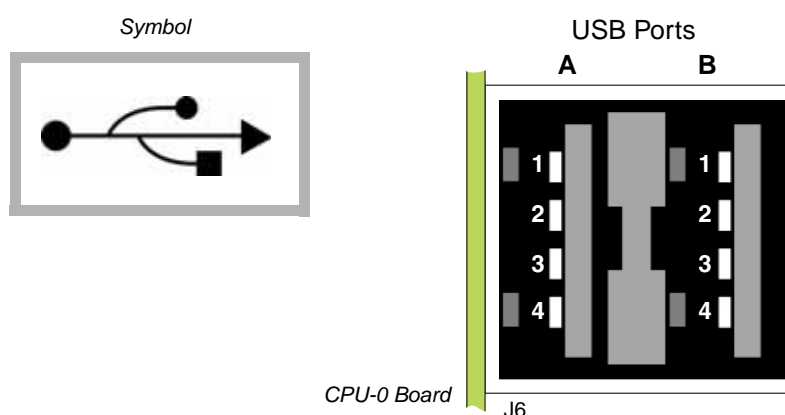 Symbol
USB Ports
A B
1 1
2 2
3 3
4 4
CPU-0 Board
J6